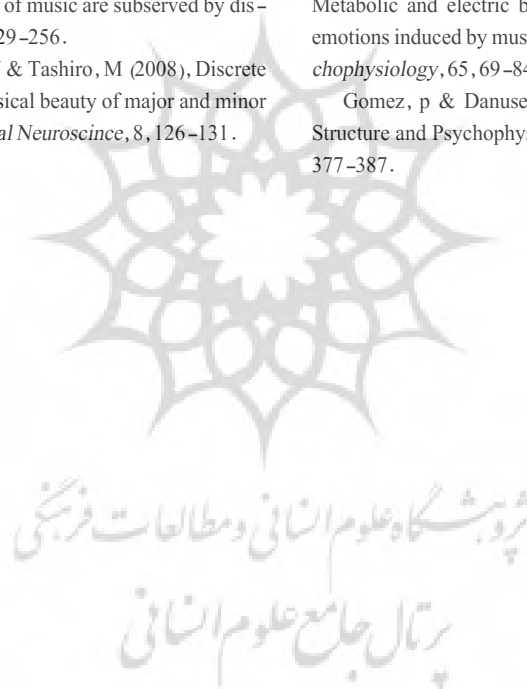 of music are subserved by dis-
29-256.
& Tashiro, M (2008), Discrete
sical beauty of major and minor
al Neuroscince, 8, 126-131.
Metabolic and electric b
emotions induced by mus
chophysiology, 65, 69-84
Gomez, p & Danuse
Structure and Psychophys
377-387.
پژوهشگاه علوم انسانی و مطالعات فرهنگی
پرتال جامع علوم انسانی